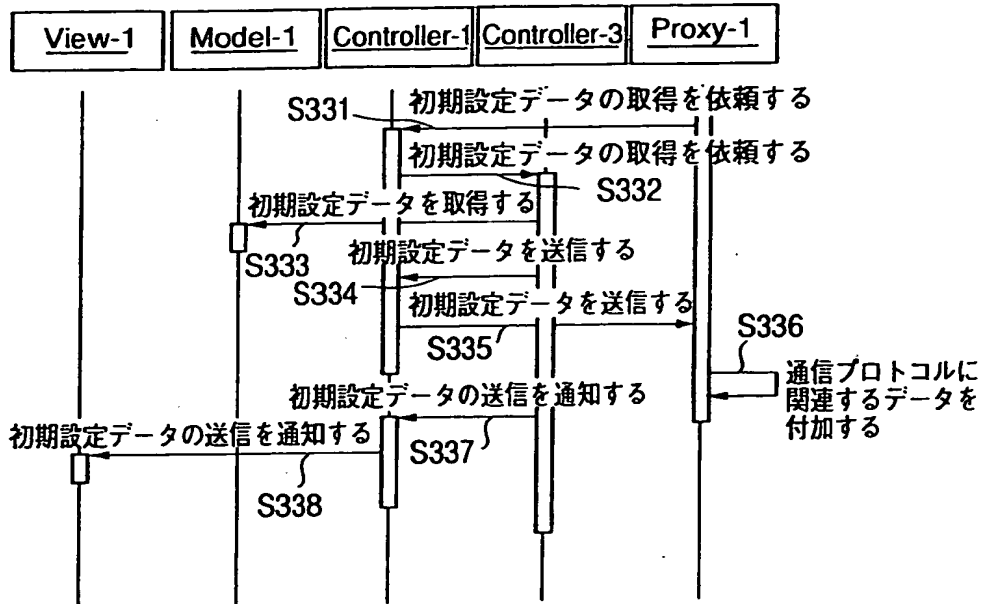 View-1
Model-1
Controller-1
Controller-3
Proxy-1
S331
初期設定データの取得を依頼する
初期設定データの取得を依頼する
S332
初期設定データを取得する
S333
初期設定データを送信する
S334
初期設定データを送信する
S335
S336
通信プロトコルに
関連するデータを
付加する
初期設定データの送信を通知する
S337
初期設定データの送信を通知する
S338